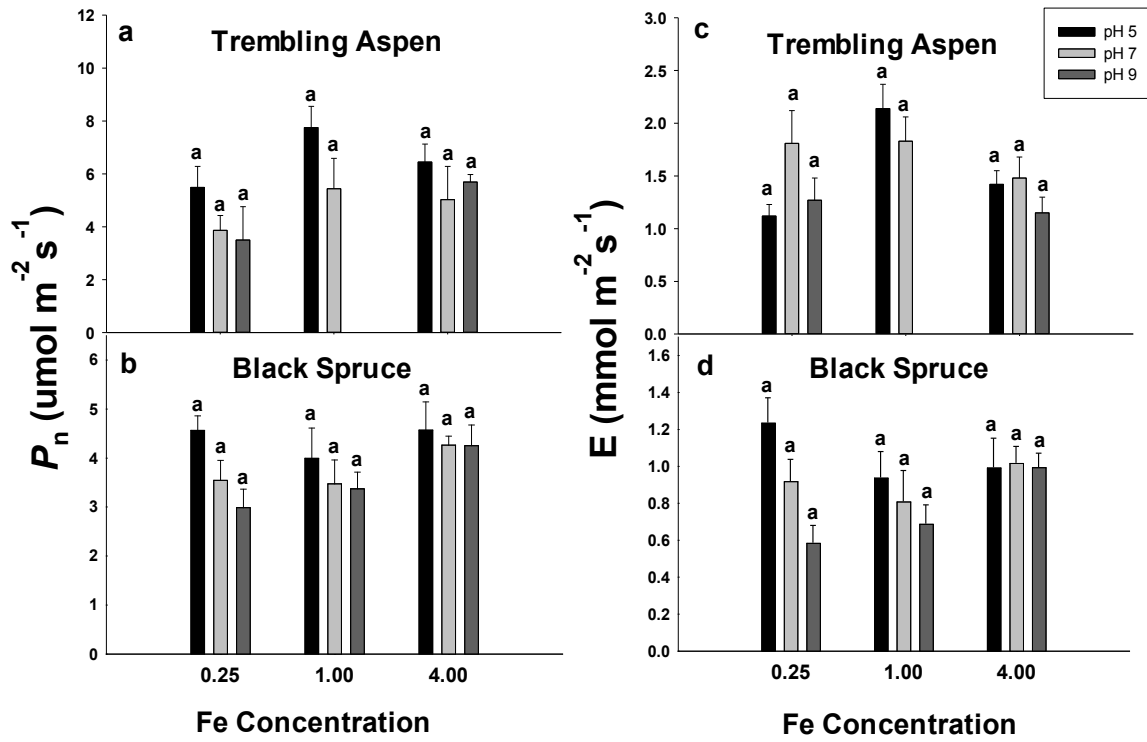 a
Trembling Aspen
12
10
8
6
4
2
0
a
a
a
a
a
a
a
a
b
Black Spruce
6
5
4
3
2
1
0
a
a
a
a
a
a
a
a
a
0.25
1.00
4.00
Fe Concentration
Pn (umol m-2 s-1)
c
Trembling Aspen
3.0
2.5
2.0
1.5
1.0
0.5
0.0
a
a
a
a
a
a
a
a
pH 5
pH 7
pH 9
d
Black Spruce
1.6
1.4
1.2
1.0
0.8
0.6
0.4
0.2
0.0
a
a
a
a
a
a
a
a
a
0.25
1.00
4.00
Fe Concentration
E (mmol m-2 s-1)